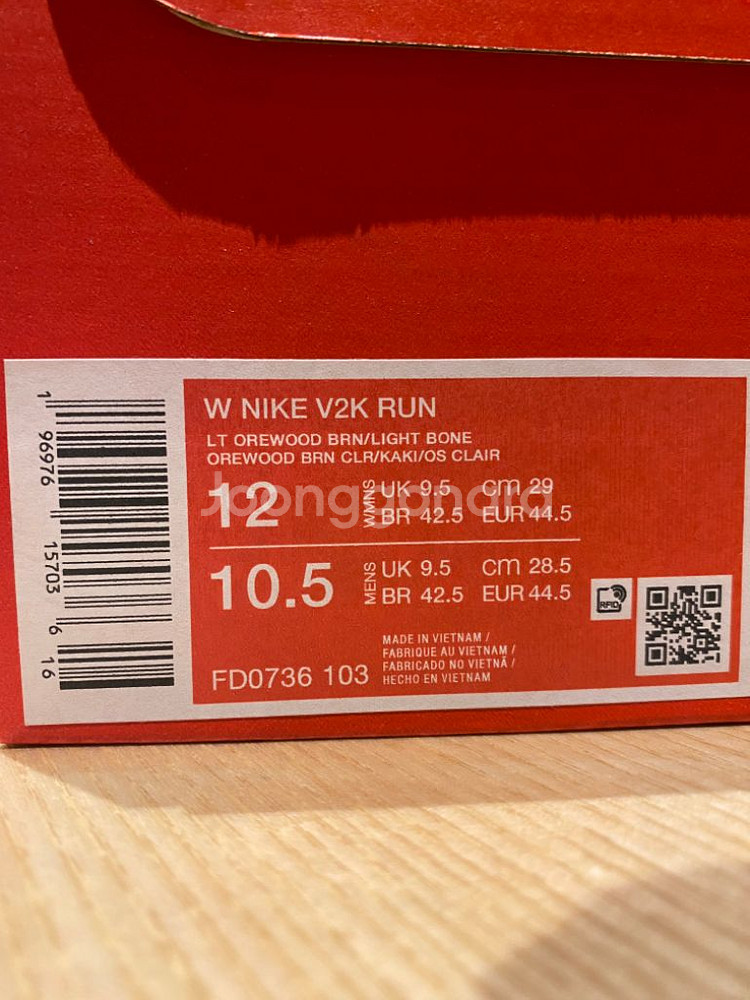 W NIKE V2K RUN
LT OREWOOD BRN/LIGHT BONE
OREWOOD BRN CLR/KAKI/OS CLAIR
12 WMNS UK 9.5 cm 29
BR 42.5 EUR 44.5
10.5 MENS UK 9.5 cm 28.5
BR 42.5 EUR 44.5
FD0736 103
MADE IN VIETNAM /
FABRIQUE AU VIETNAM /
FABRICADO NO VIETNÃ /
HECHO EN VIETNAM
RFID
1 96976 15703 6 16
Joonggonara